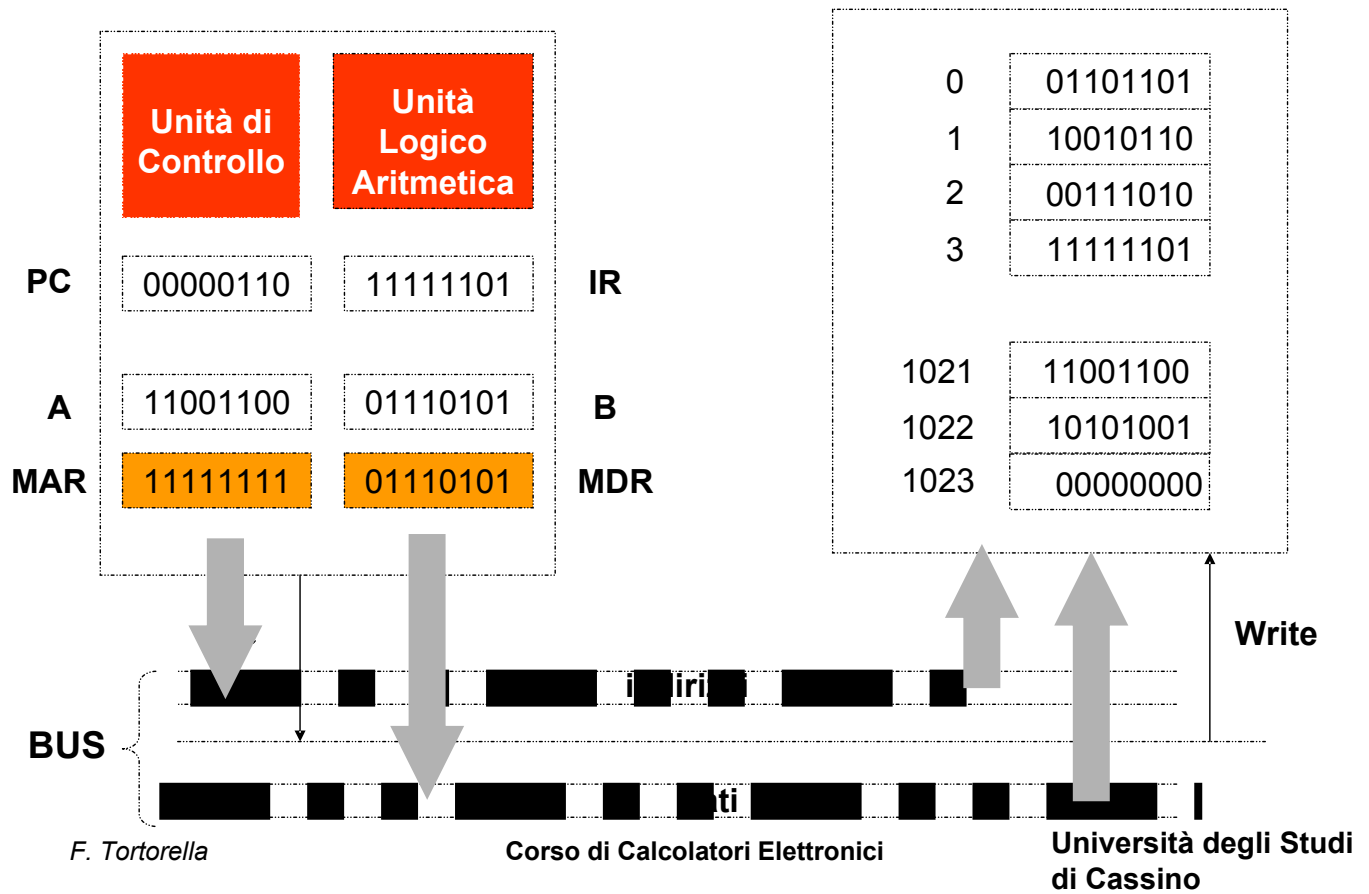 Unità di
Controllo
Unità
Logico
Aritmetica
PC
00000110
11111101
IR
A
11001100
01110101
B
MAR
11111111
01110101
MDR
0
01101101
1
10010110
2
00111010
3
11111101
1021
11001100
1022
10101001
1023
00000000
Write
BUS
F. Tortorella
Corso di Calcolatori Elettronici
Università degli Studi
di Cassino